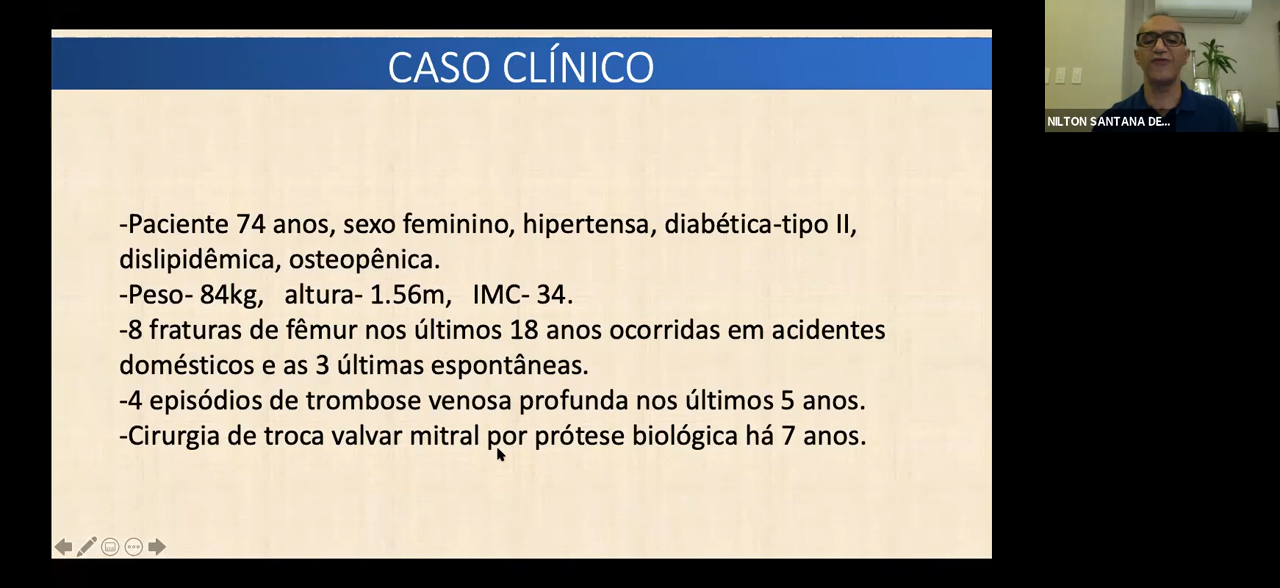 CASO CLÍNICO
NILTON SANTANA DE...
-Paciente 74 anos, sexo feminino, hipertensa, diabética-tipo II,
dislipidêmica, osteopênica.
-Peso- 84kg, altura- 1.56m, IMC- 34.
-8 fraturas de fêmur nos últimos 18 anos ocorridas em acidentes
domésticos e as 3 últimas espontâneas.
-4 episódios de trombose venosa profunda nos últimos 5 anos.
-Cirurgia de troca valvar mitral por prótese biológica há 7 anos.